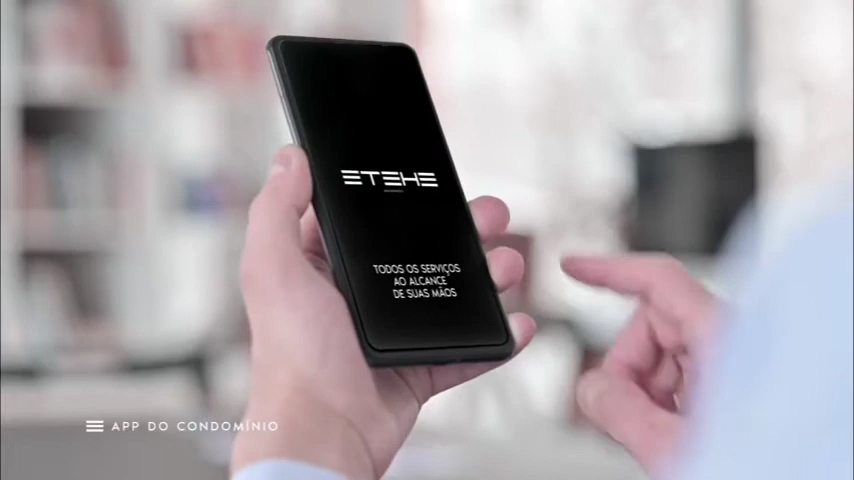 ETEHE
TODOS OS SERVIÇOS
AO ALCANCE
DE SUAS MÃOS
APP DO CONDOMÍNIO